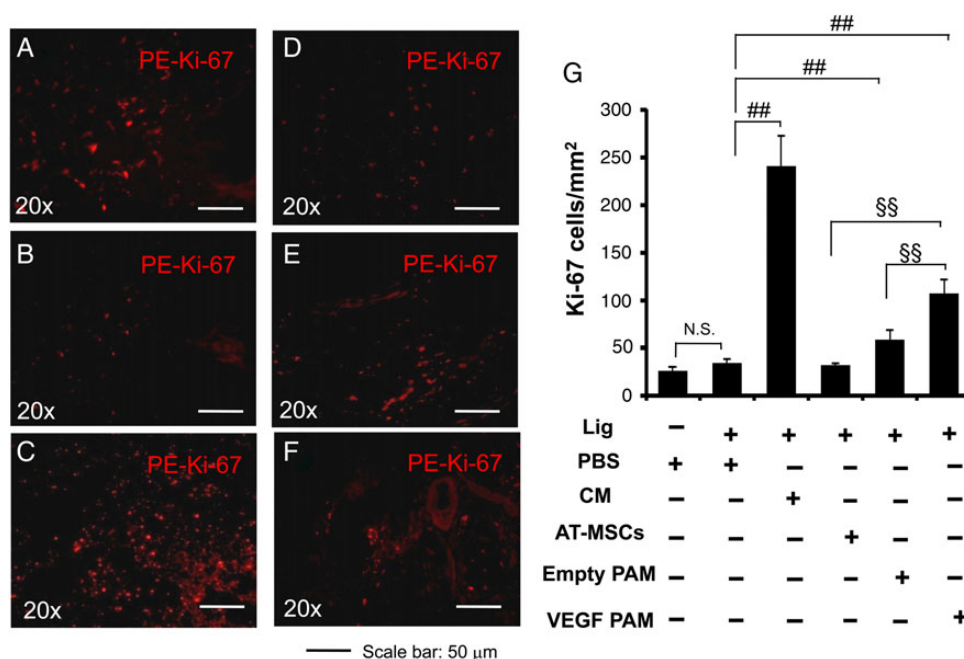 A
PE-Ki-67
20x
B
PE-Ki-67
20x
C
PE-Ki-67
20x
D
PE-Ki-67
20x
E
PE-Ki-67
20x
F
PE-Ki-67
20x
Scale bar: 50 μm
G
##
##
##
§§
§§
N.S.
Ki-67 cells/mm²
300
250
200
150
100
50
0
Lig − + + + + +
PBS + + − − − −
CM − − + − − −
AT-MSCs − − − + − −
Empty PAM − − − − + −
VEGF PAM − − − − − +